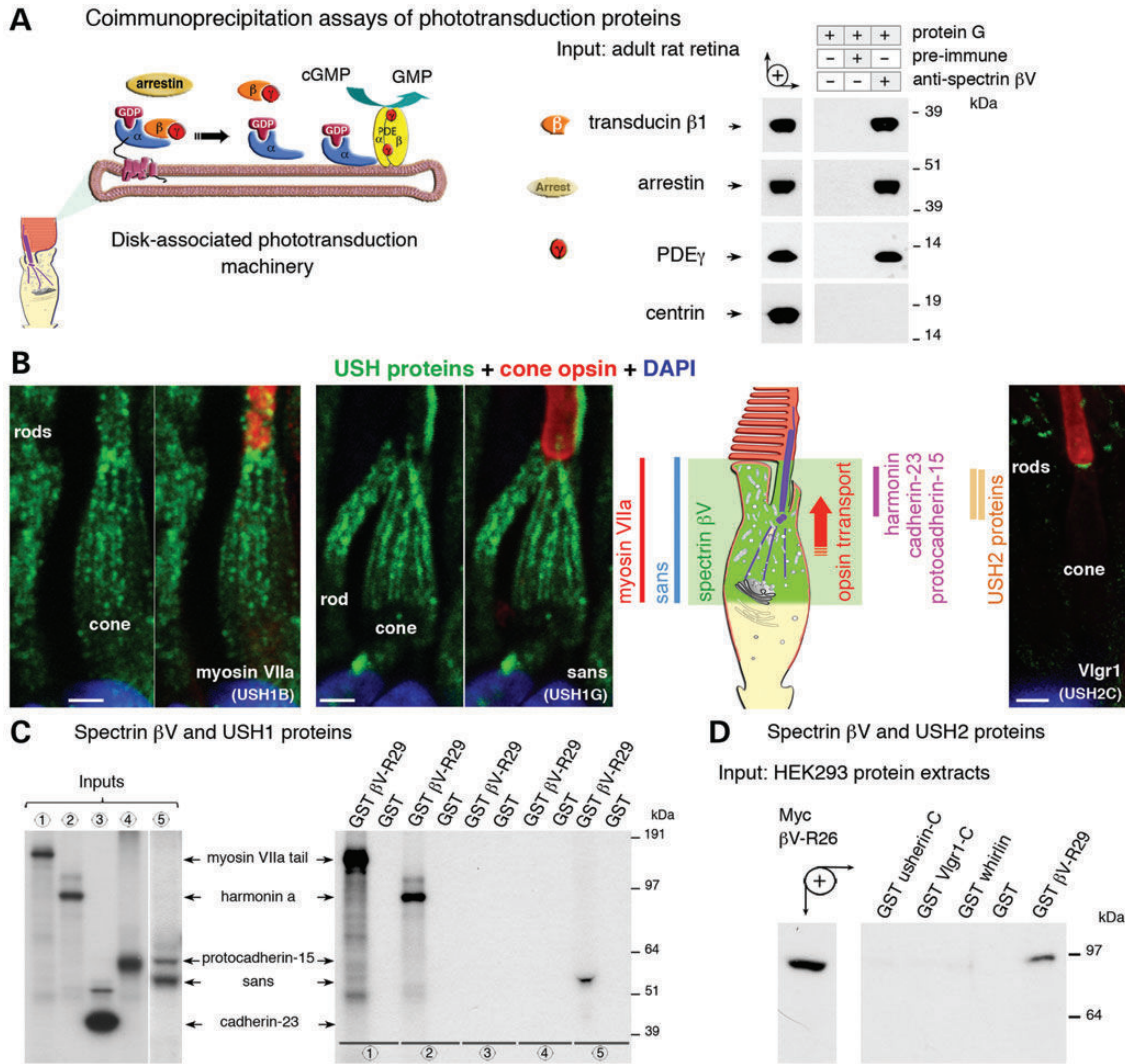 A
Coimmunoprecipitation assays of phototransduction proteins
arrestin
GDP
α
β
γ
β
γ
GDP
α
cGMP
GMP
GDP
α
γ
PDE
α
β
γ
Disk-associated phototransduction
machinery
Input: adult rat retina
+
+ + + protein G
– + – pre-immune
– – + anti-spectrin βV
kDa
β transducin β1
39
Arrest arrestin
51
39
γ PDEγ
14
centrin
19
14
B
USH proteins + cone opsin + DAPI
rods
cone
myosin VIIa
(USH1B)
rod
cone
sans
(USH1G)
myosin VIIa
sans
spectrin βV
opsin trransport
harmonin
cadherin-23
protocadherin-15
USH2 proteins
rods
cone
Vlgr1
(USH2C)
C
Spectrin βV and USH1 proteins
Inputs
1 2 3 4 5
GST βV-R29
GST
GST βV-R29
GST
GST βV-R29
GST
GST βV-R29
GST
GST βV-R29
GST
kDa
191
myosin VIIa tail
97
harmonin a
64
protocadherin-15
sans
51
cadherin-23
39
1 2 3 4 5
D
Spectrin βV and USH2 proteins
Input: HEK293 protein extracts
Myc
βV-R26
+
GST usherin-C
GST Vlgr1-C
GST whirlin
GST
GST βV-R29
kDa
97
64